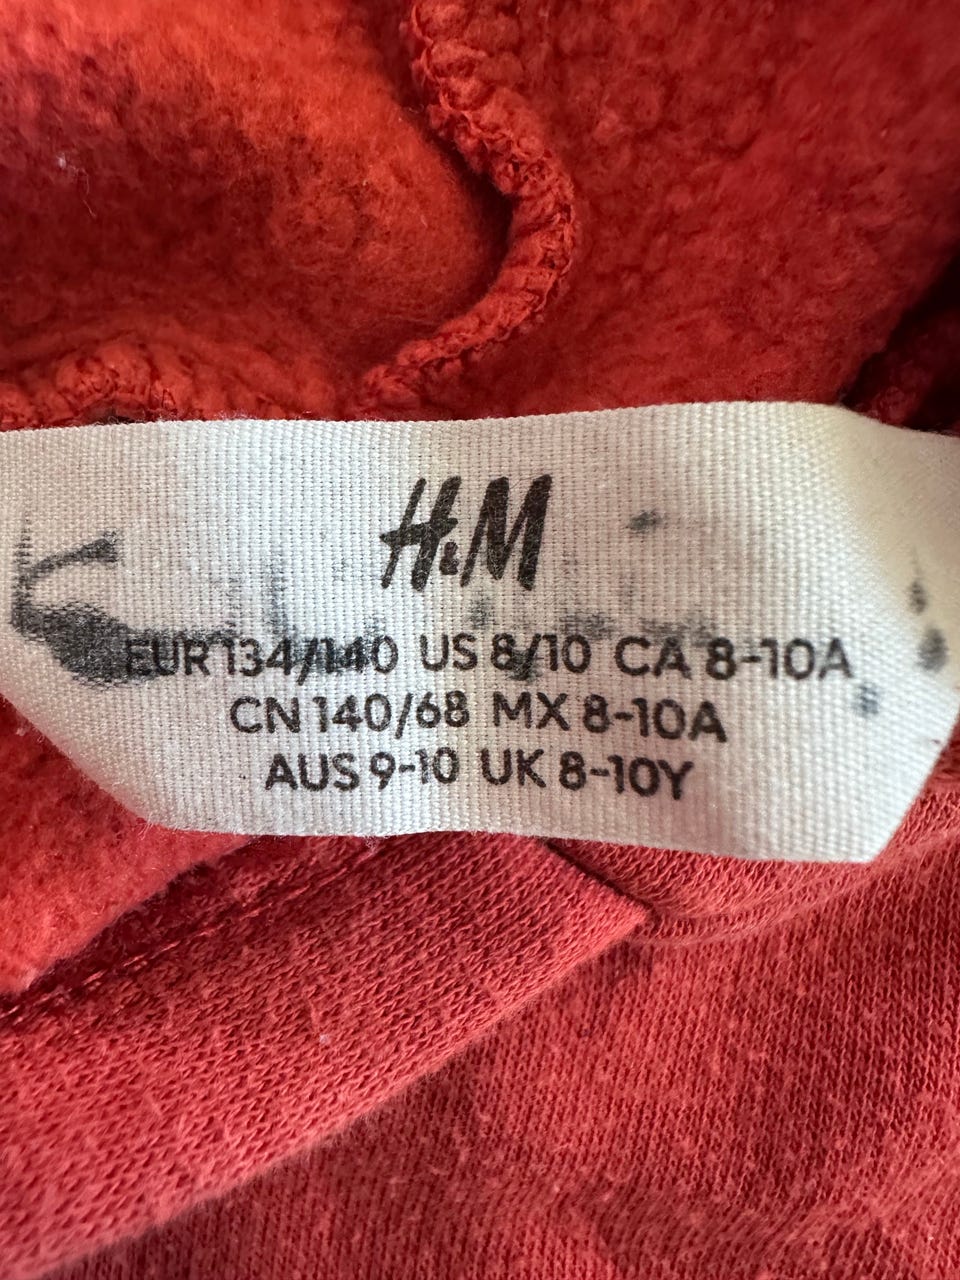 H&M
EUR 134/140 US 8/10 CA 8-10A
CN 140/68 MX 8-10A
AUS 9-10 UK 8-10Y